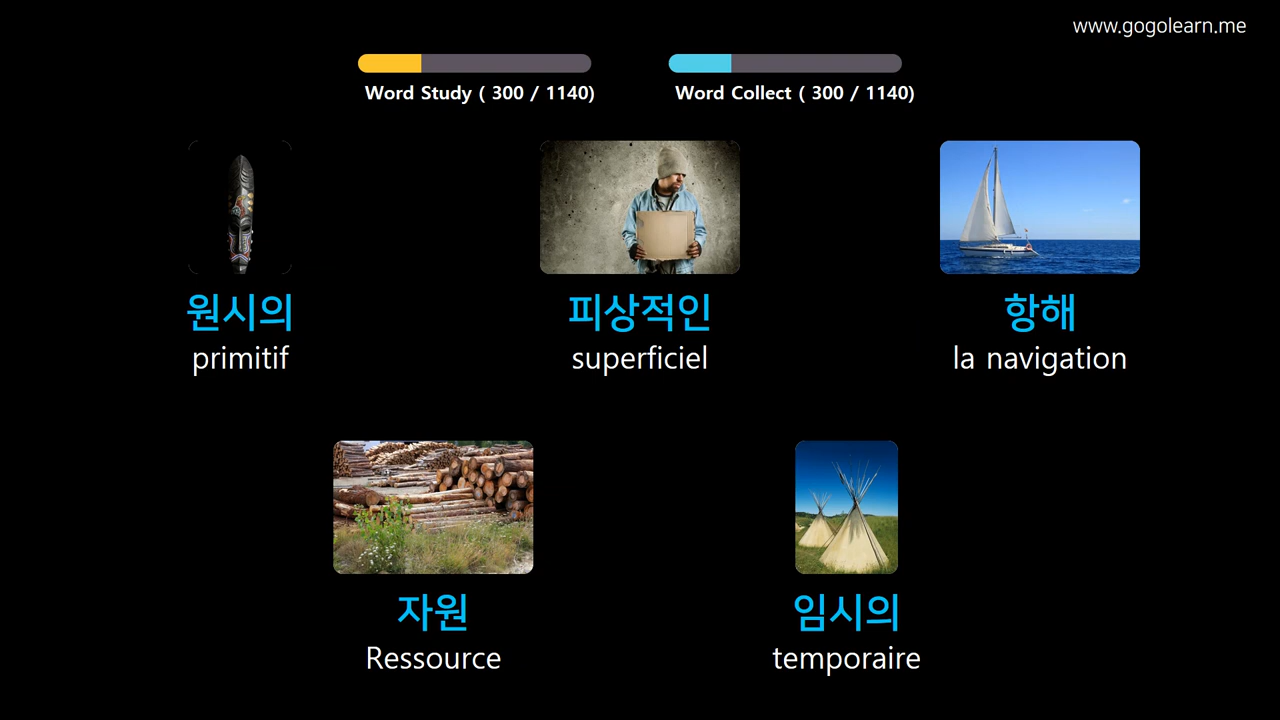 www.gogolearn.me
Word Study ( 300 / 1140)
Word Collect ( 300 / 1140)
원시의
primitif
피상적인
superficiel
항해
la navigation
자원
Ressource
임시의
temporaire